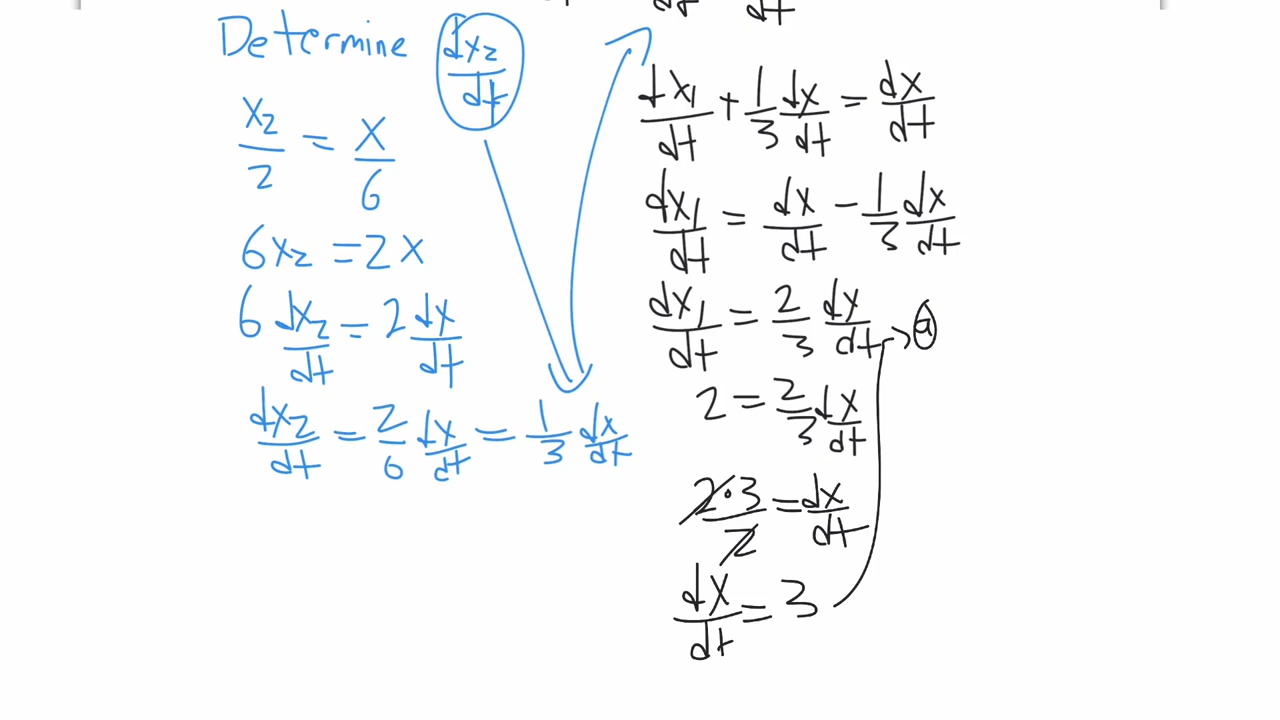 Determine dx₂/dt
x₂/2 = x/6
6x₂ = 2x
6 dx₂/dt = 2 dx/dt
dx₂/dt = 2/6 dx/dt = 1/3 dx/dt
dt dt
dx₁/dt + 1/3 dx/dt = dx/dt
dx₁/dt = dx/dt - 1/3 dx/dt
dx₁/dt = 2/3 dx/dt → ⓐ
2 = 2/3 dx/dt
2·3/2 = dx/dt
dx/dt = 3